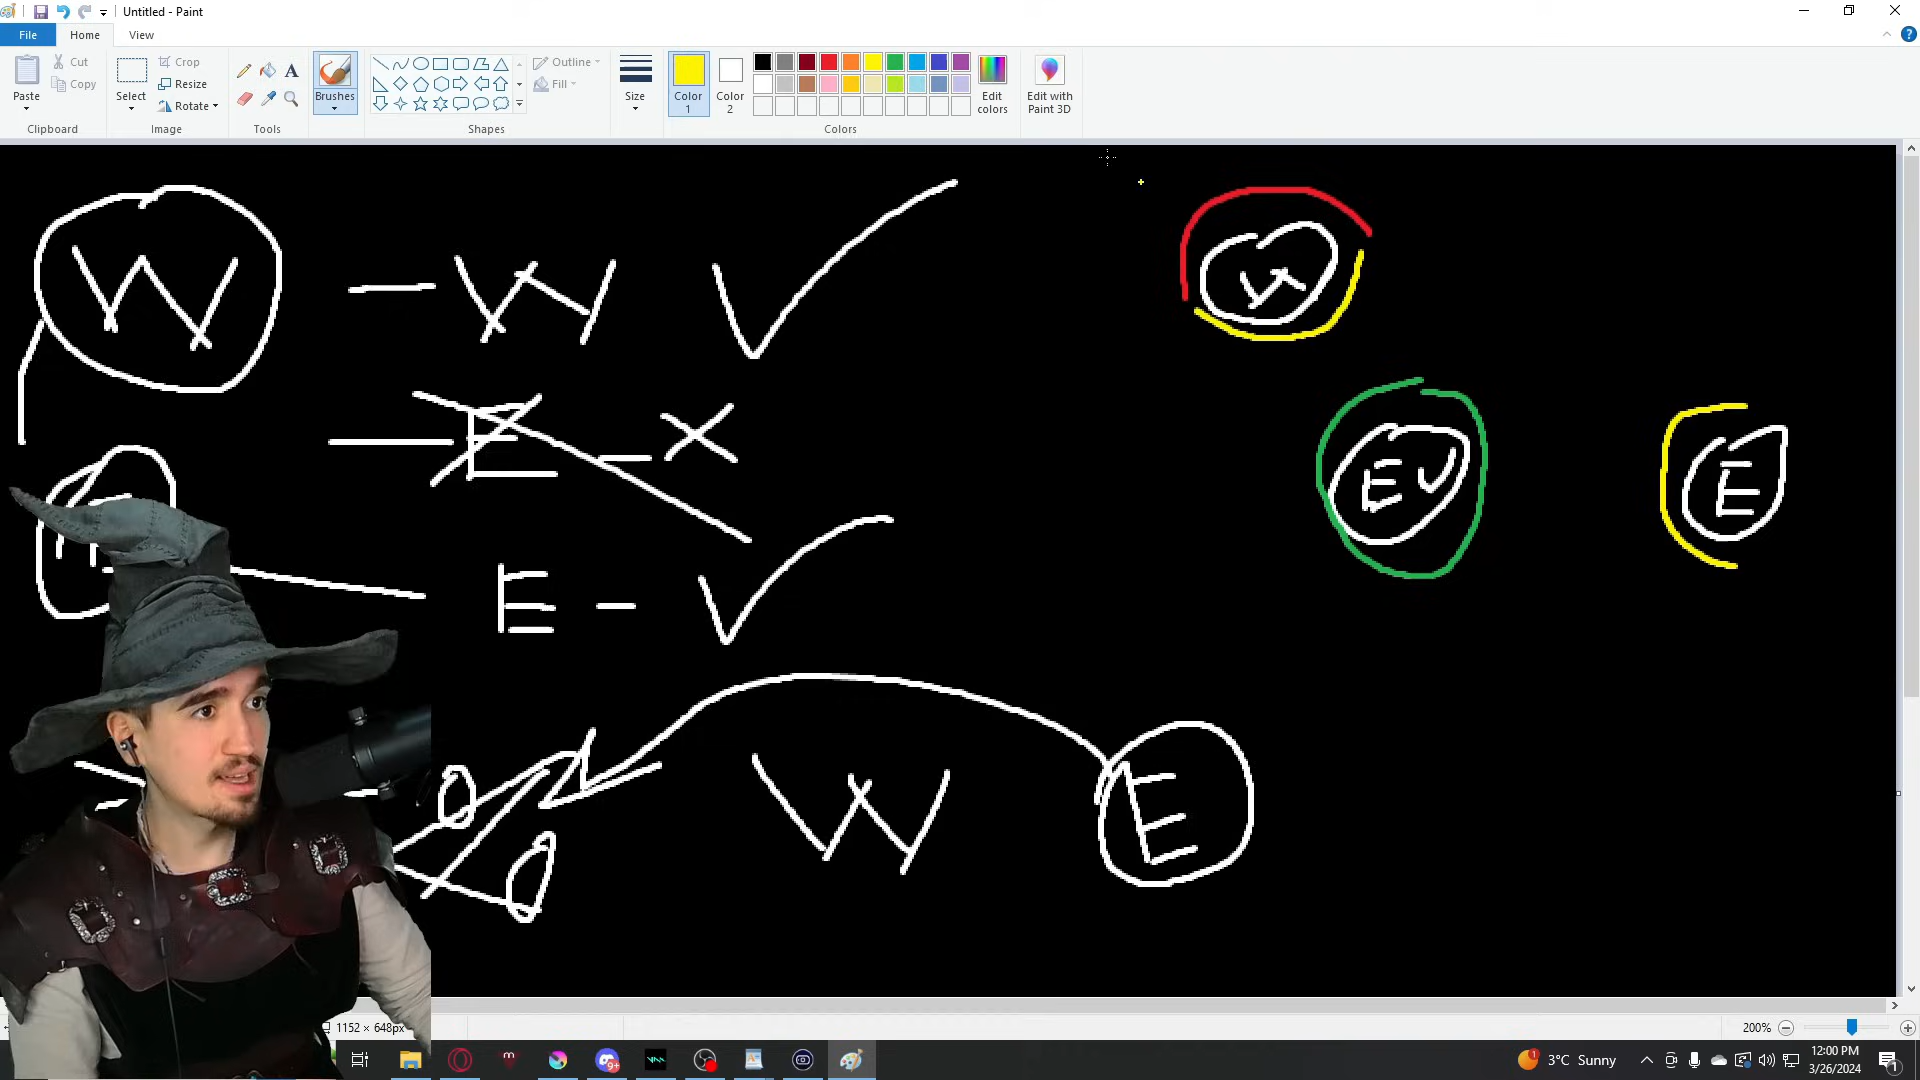 Untitled - Paint
File Home View
Paste Cut Copy Clipboard
Select Crop Resize Rotate Image
Tools
Brushes
Outline Fill Shapes
Size
Color 1 Color 2 Edit colors Colors
Edit with Paint 3D
W - W
E - X
E -
W E
EU
E
1152 × 648px
200%
3°C Sunny
12:00 PM
3/26/2024